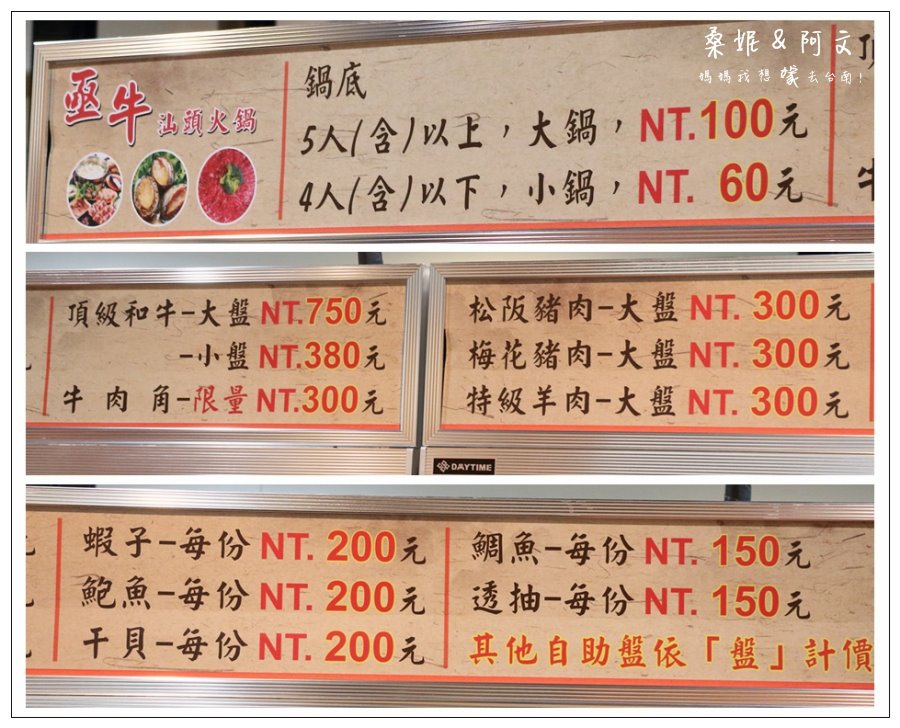 桑妮&阿文
媽媽我想嫁去台南!
亟牛
汕頭火鍋
鍋底
5人(含)以上，大鍋，NT.100元
4人(含)以下，小鍋，NT. 60元
頂級和牛-大盤 NT.750元
-小盤 NT.380元
牛肉角-限量 NT.300元
松阪豬肉-大盤 NT. 300元
梅花豬肉-大盤 NT. 300元
特級羊肉-大盤 NT. 300元
DAYTIME
蝦子-每份 NT. 200元
鮑魚-每份 NT. 200元
干貝-每份 NT. 200元
鯛魚-每份 NT. 150元
透抽-每份 NT. 150元
其他自助盤依「盤」計價